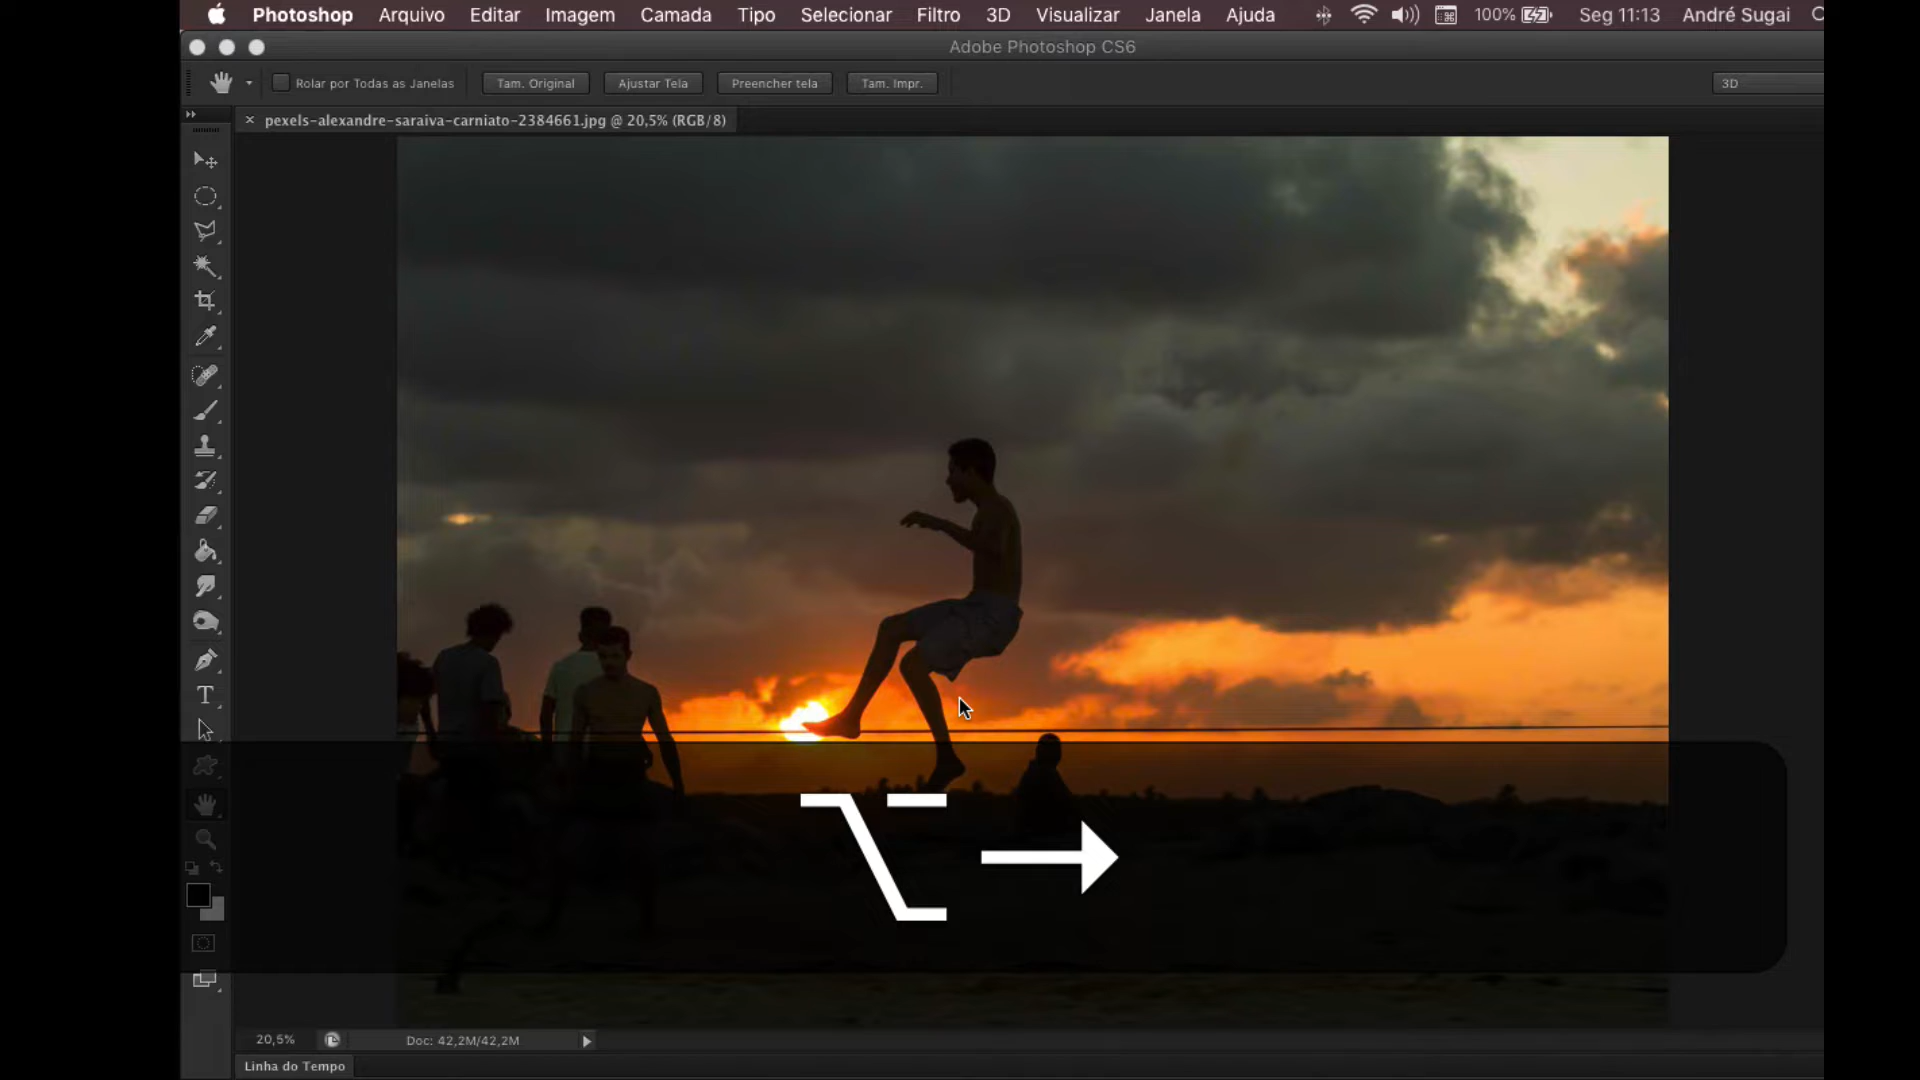 Photoshop Arquivo Editar Imagem Camada Tipo Selecionar Filtro 3D Visualizar Janela Ajuda 100% Seg 11:13 André Sugai
Adobe Photoshop CS6
Rolar por Todas as Janelas Tam. Original Ajustar Tela Preencher tela Tam. Impr. 3D
pexels-alexandre-saraiva-carniato-2384661.jpg @ 20,5% (RGB/8)
20,5% Doc: 42,2M/42,2M
Linha do Tempo